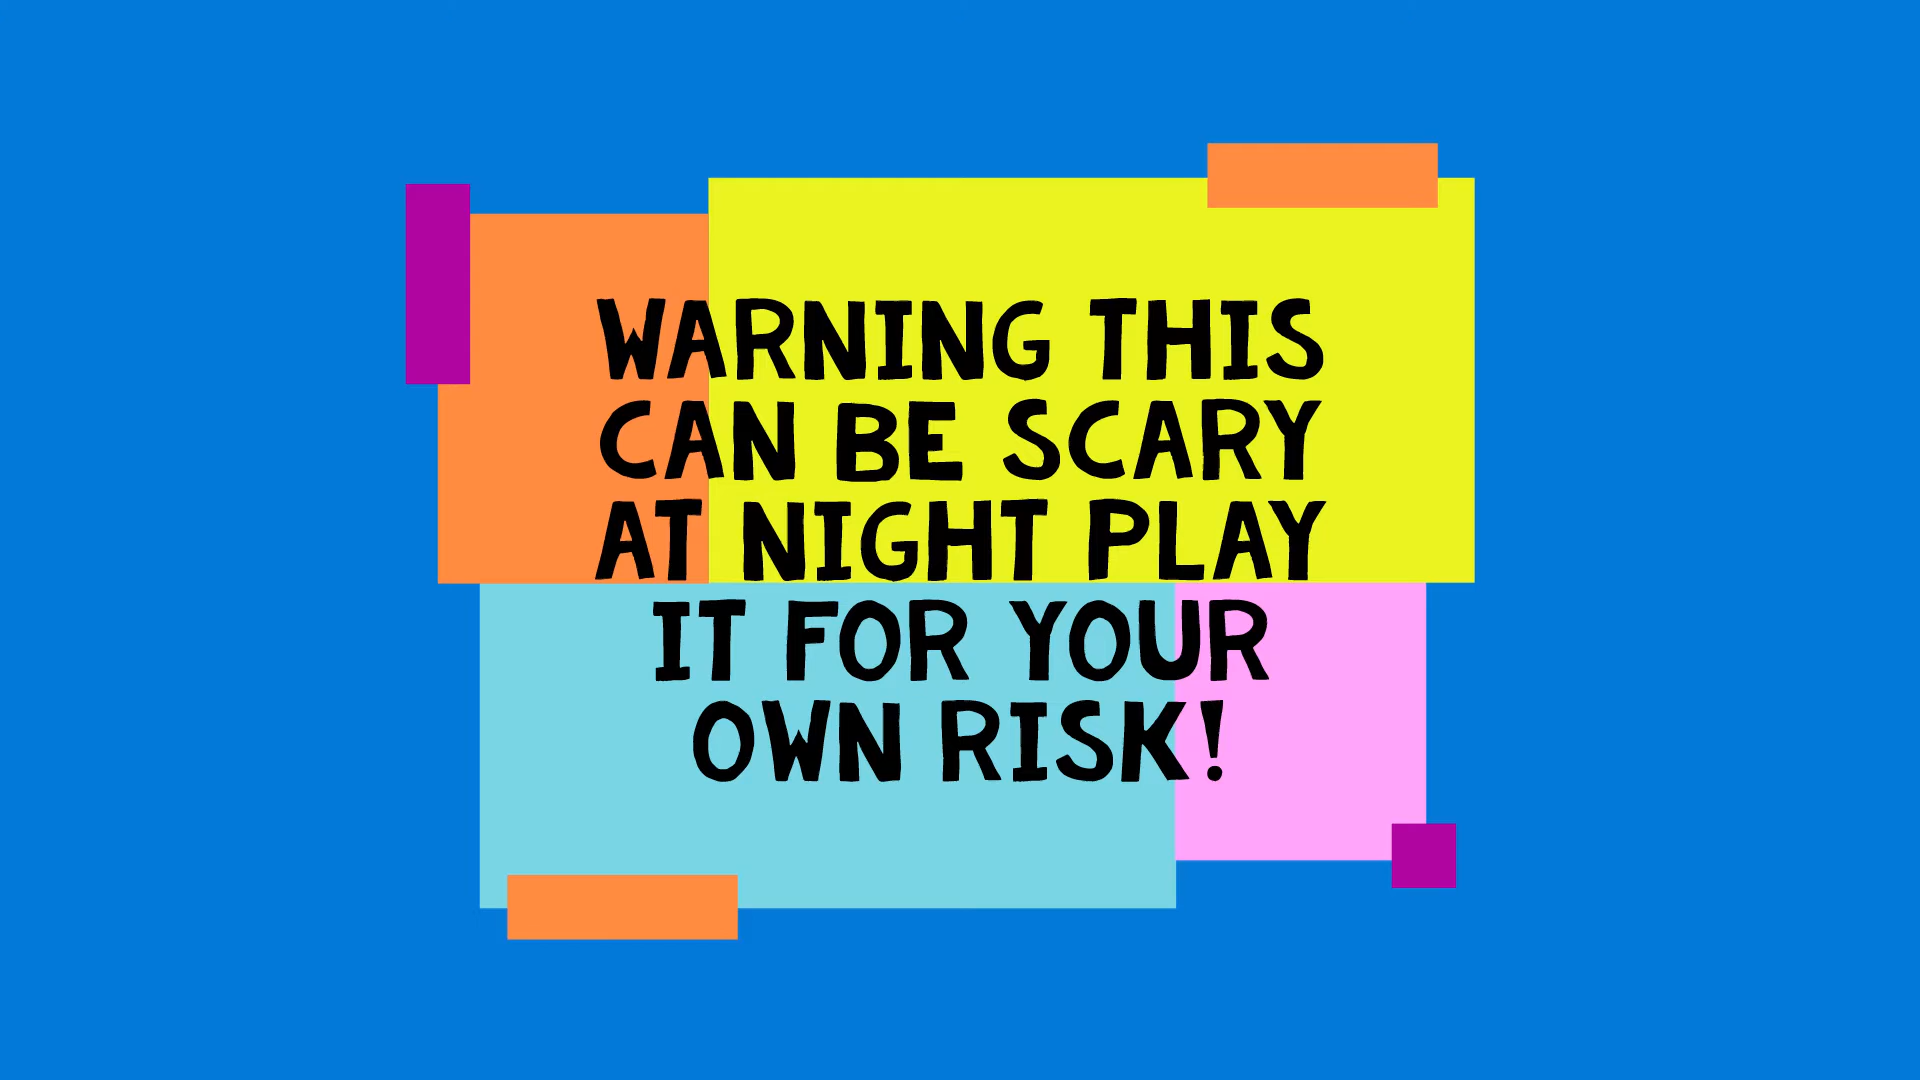 WARNING THIS
CAN BE SCARY
AT NIGHT PLAY
IT FOR YOUR
OWN RISK!